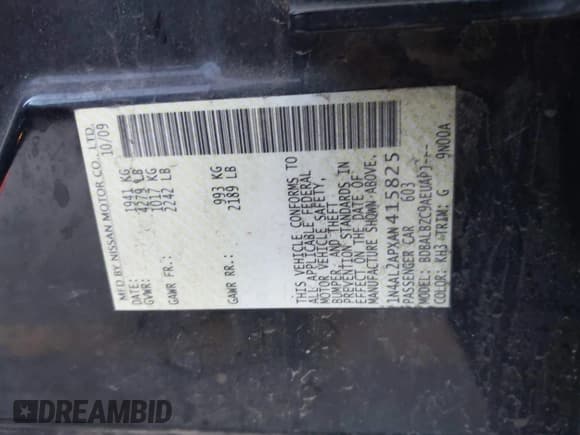 MFD BY NISSAN MOTOR CO., LTD.
DATE: 10/09
GVWR: 1941 KG
4279 LB
GAWR FR: 1017 KG
2242 LB
GAWR RR: 993 KG
2189 LB
THIS VEHICLE CONFORMS TO
ALL APPLICABLE FEDERAL
MOTOR VEHICLE SAFETY,
BUMPER, AND THEFT
PREVENTION STANDARDS IN
EFFECT ON THE DATE OF
MANUFACTURE SHOWN ABOVE.
1N4AL2APXAN415825
PASSENGER CAR 603
MODEL: BDBALBZC9AEUAPJ---
COLOR: KH3 TRIM: G 9N00A
DREAMBID